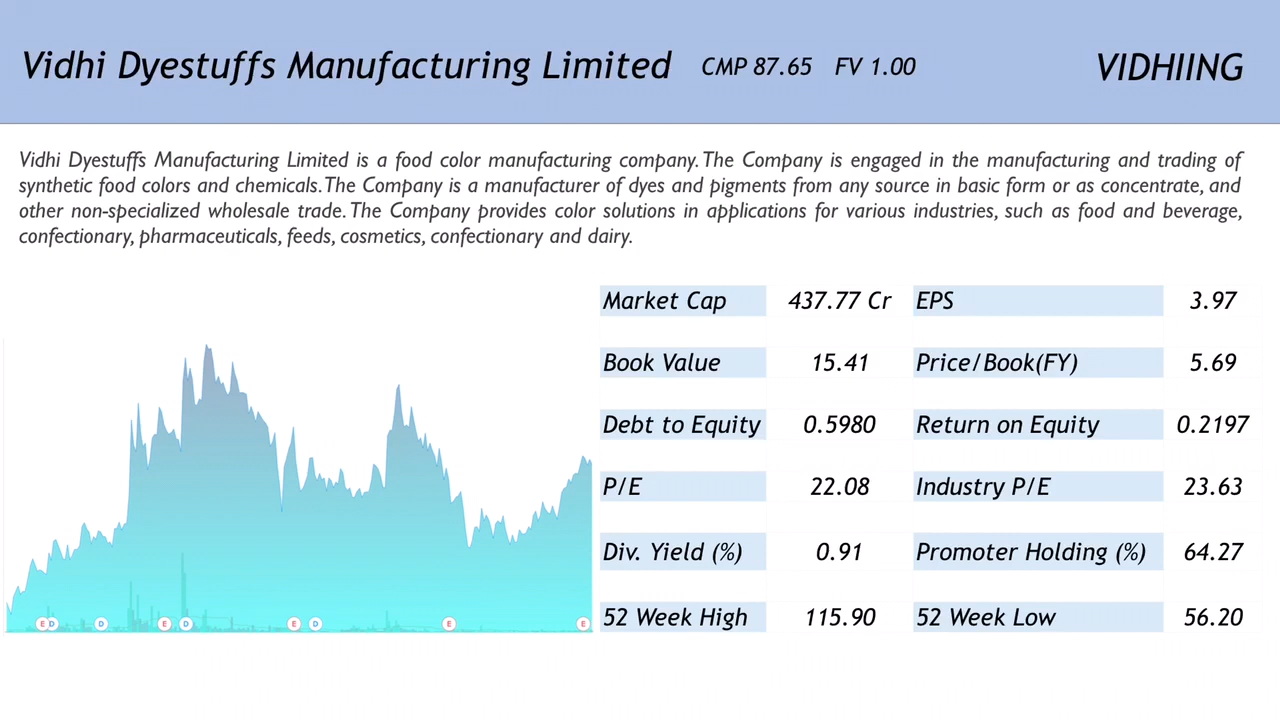 Vidhi Dyestuffs Manufacturing Limited CMP 87.65 FV 1.00 VIDHIING
Vidhi Dyestuffs Manufacturing Limited is a food color manufacturing company. The Company is engaged in the manufacturing and trading of
synthetic food colors and chemicals. The Company is a manufacturer of dyes and pigments from any source in basic form or as concentrate, and
other non-specialized wholesale trade. The Company provides color solutions in applications for various industries, such as food and beverage,
confectionary, pharmaceuticals, feeds, cosmetics, confectionary and dairy.
Market Cap 437.77 Cr EPS 3.97
Book Value 15.41 Price/Book(FY) 5.69
Debt to Equity 0.5980 Return on Equity 0.2197
P/E 22.08 Industry P/E 23.63
Div. Yield (%) 0.91 Promoter Holding (%) 64.27
52 Week High 115.90 52 Week Low 56.20
E D D E D E D E E